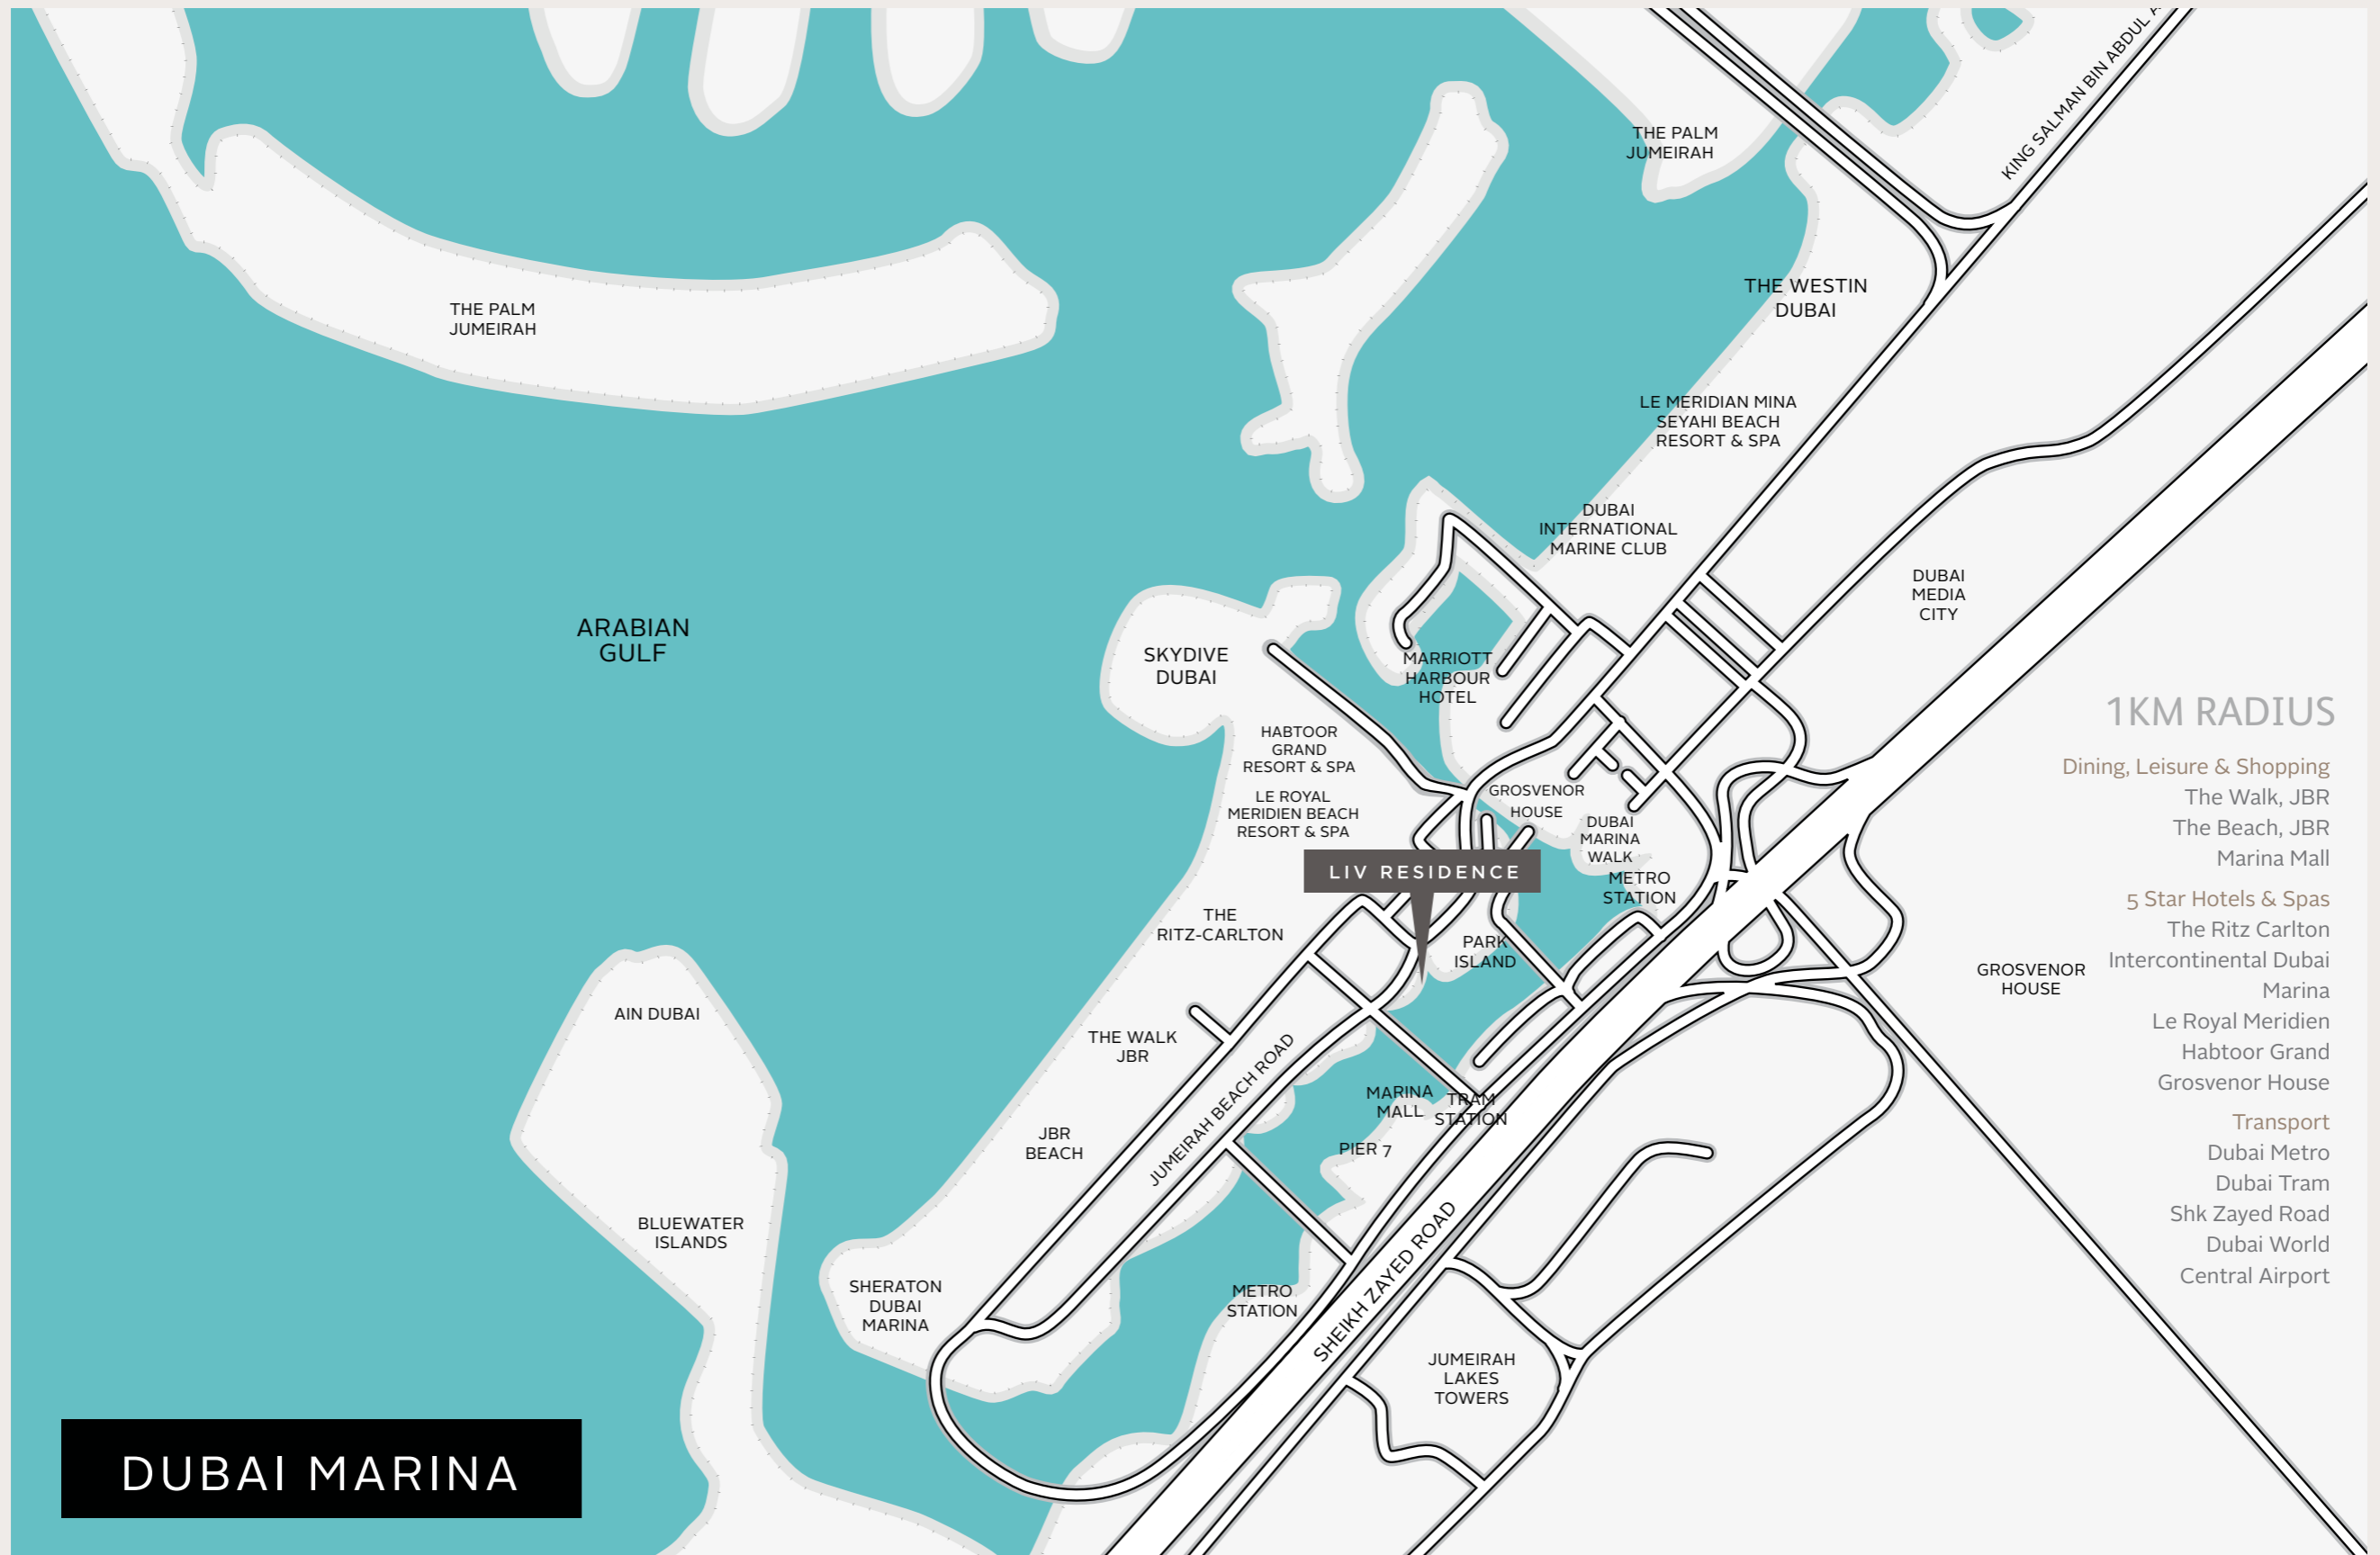 THE PALM
JUMEIRAH
KING SALMAN BIN ABDUL
THE WESTIN
DUBAI
THE PALM
JUMEIRAH
LE MERIDIAN MINA
SEYAHI BEACH
RESORT & SPA
DUBAI
INTERNATIONAL
MARINE CLUB
DUBAI
MEDIA
CITY
ARABIAN
GULF
SKYDIVE
DUBAI
MARRIOTT
HARBOUR
HOTEL
HABTOOR
GRAND
RESORT & SPA
LE ROYAL
MERIDIEN BEACH
RESORT & SPA
GROSVENOR
HOUSE
DUBAI
MARINA
WALK
LIV RESIDENCE
METRO
STATION
THE
RITZ-CARLTON
PARK
ISLAND
GROSVENOR
HOUSE
AIN DUBAI
THE WALK
JBR
JUMEIRAH BEACH ROAD
MARINA
MALL
TRAM
STATION
JBR
BEACH
PIER 7
BLUEWATER
ISLANDS
SHERATON
DUBAI
MARINA
METRO
STATION
SHEIKH ZAYED ROAD
JUMEIRAH
LAKES
TOWERS
1KM RADIUS
Dining, Leisure & Shopping
The Walk, JBR
The Beach, JBR
Marina Mall
5 Star Hotels & Spas
The Ritz Carlton
Intercontinental Dubai
Marina
Le Royal Meridien
Habtoor Grand
Grosvenor House
Transport
Dubai Metro
Dubai Tram
Shk Zayed Road
Dubai World
Central Airport
DUBAI MARINA